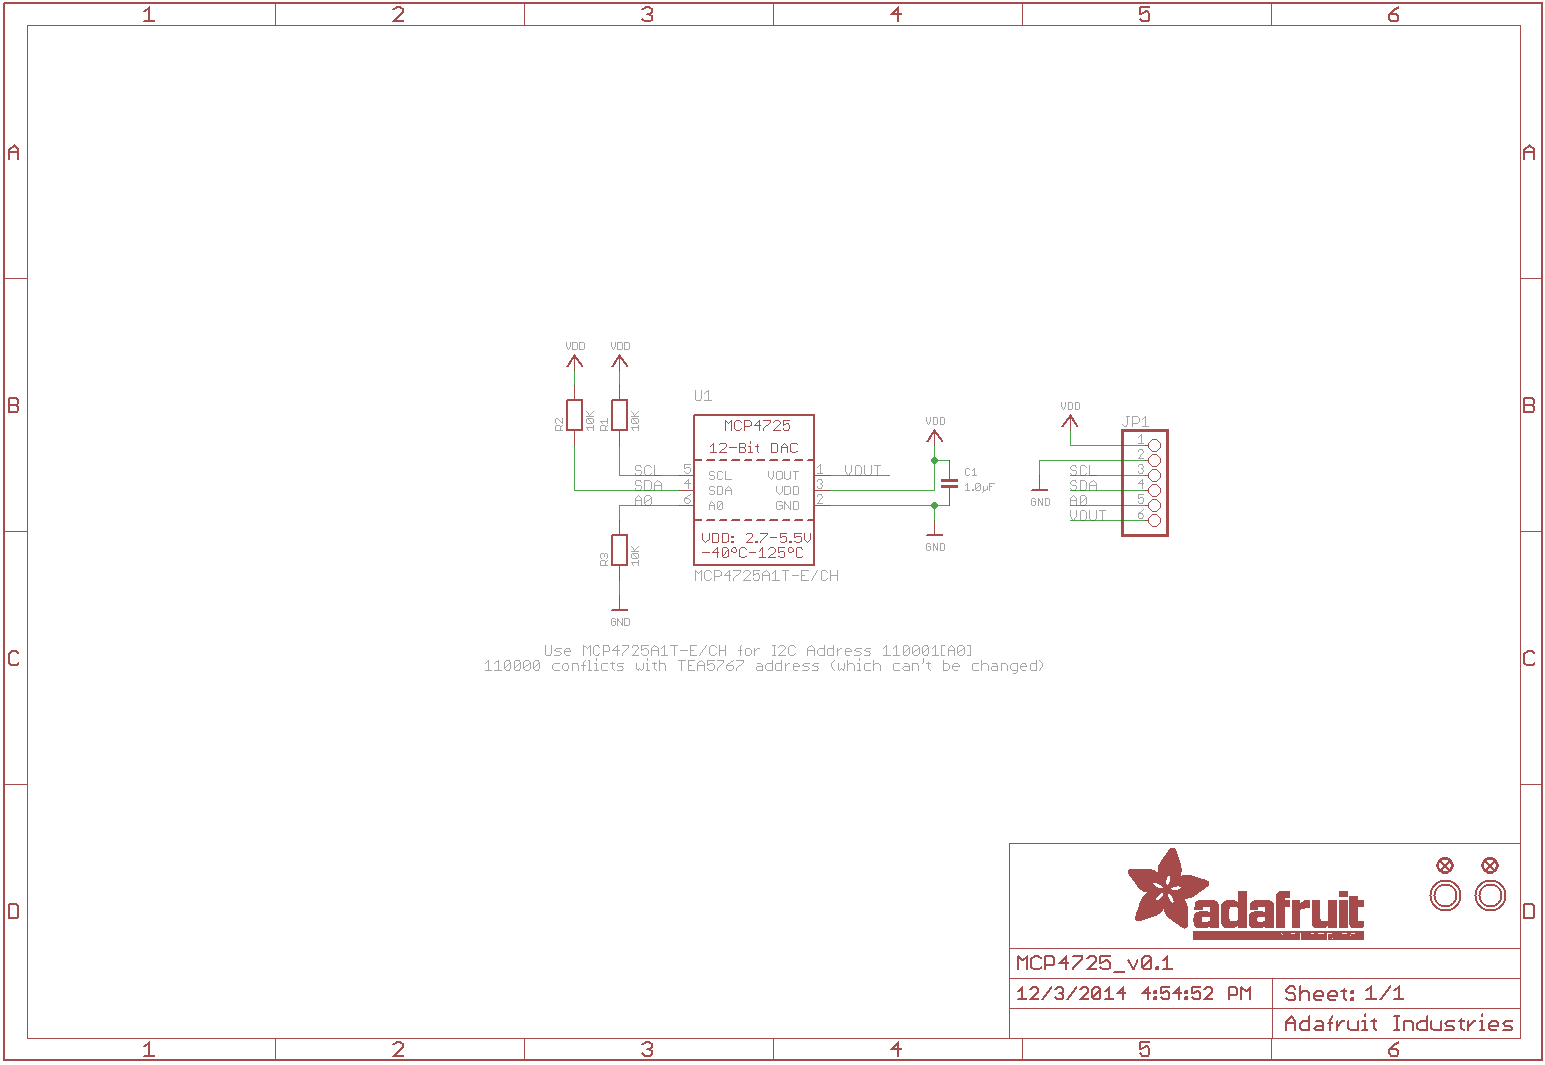 1 2 3 4 5 6
A A
VDD VDD
B B
R2 10K R1 10K
U1
MCP4725
12-Bit DAC
SCL 5 SCL VOUT 1 VOUT
SDA 4 SDA VDD 3
A0 6 A0 GND 2
VDD: 2.7-5.5V
-40°C-125°C
MCP4725A1T-E/CH
R3 10K
GND
VDD
C1
1.0µF
GND
VDD
JP1
1
2
SCL 3
SDA 4
A0 5
VOUT 6
GND
Use MCP4725A1T-E/CH for I2C Address 110001[A0]
110000 conflicts with TEA5767 address (which can't be changed)
C C
D D
adafruit
MCP4725_v0.1
12/3/2014 4:54:52 PM Sheet: 1/1
Adafruit Industries
1 2 3 4 5 6